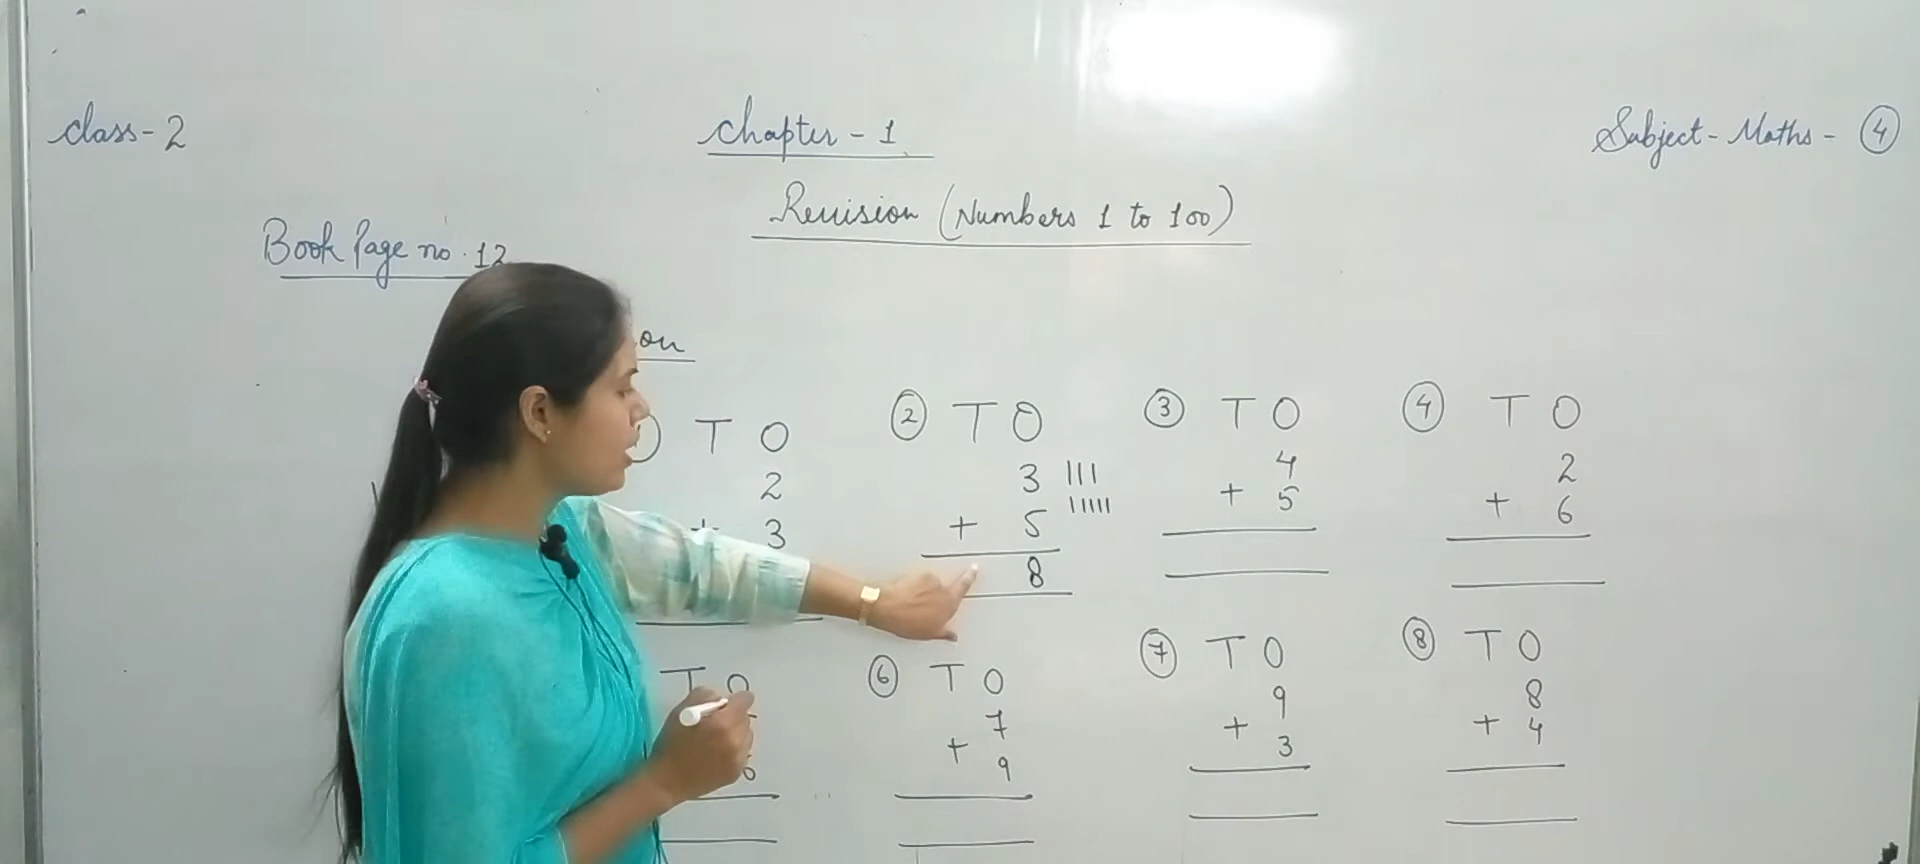 Class-2 Chapter-1 Subject-Maths-④
Revision (Numbers 1 to 100)
Book Page no.12
② T O ③ T O ④ T O
T O
2 3 4 2
+ 3 + 5 + 5 + 6
8
T O ⑥ T O ⑦ T O ⑧ T O
7 9 8
6 + 9 + 3 + 4